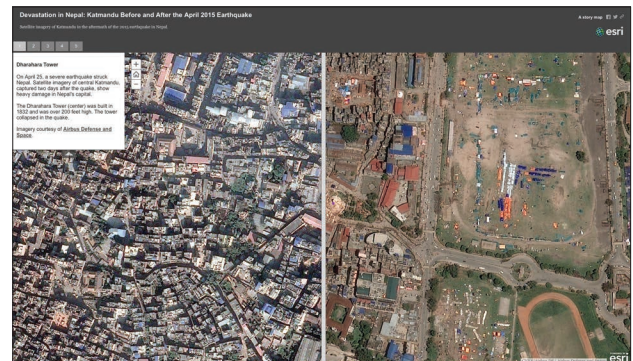 Devastation in Nepal: Katmandu Before and After the April 2015 Earthquake
Satellite imagery of Katmandu in the aftermath of the 2015 earthquake in Nepal.
A story map
esri
1 2 3 4 5
Dharahara Tower
On April 25, a severe earthquake struck
Nepal. Satellite imagery of central Katmandu,
captured two days after the quake, show
heavy damage in Nepal's capital.
The Dharahara Tower (center) was built in
1832 and was over 200 feet high. The tower
collapsed in the quake.
Imagery courtesy of Airbus Defense and
Space.
esri